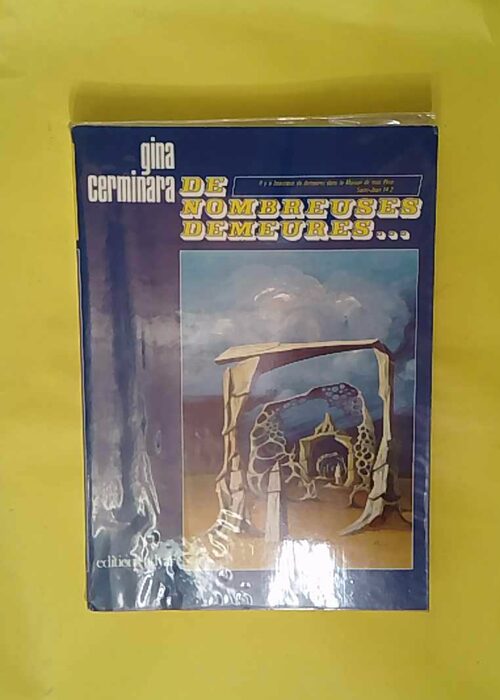 gina
cerminara
Il y a beaucoup de demeures dans la Maison de mon Père
Saint-Jean 14.2
DE
NOMBREUSES
DEMEURES...